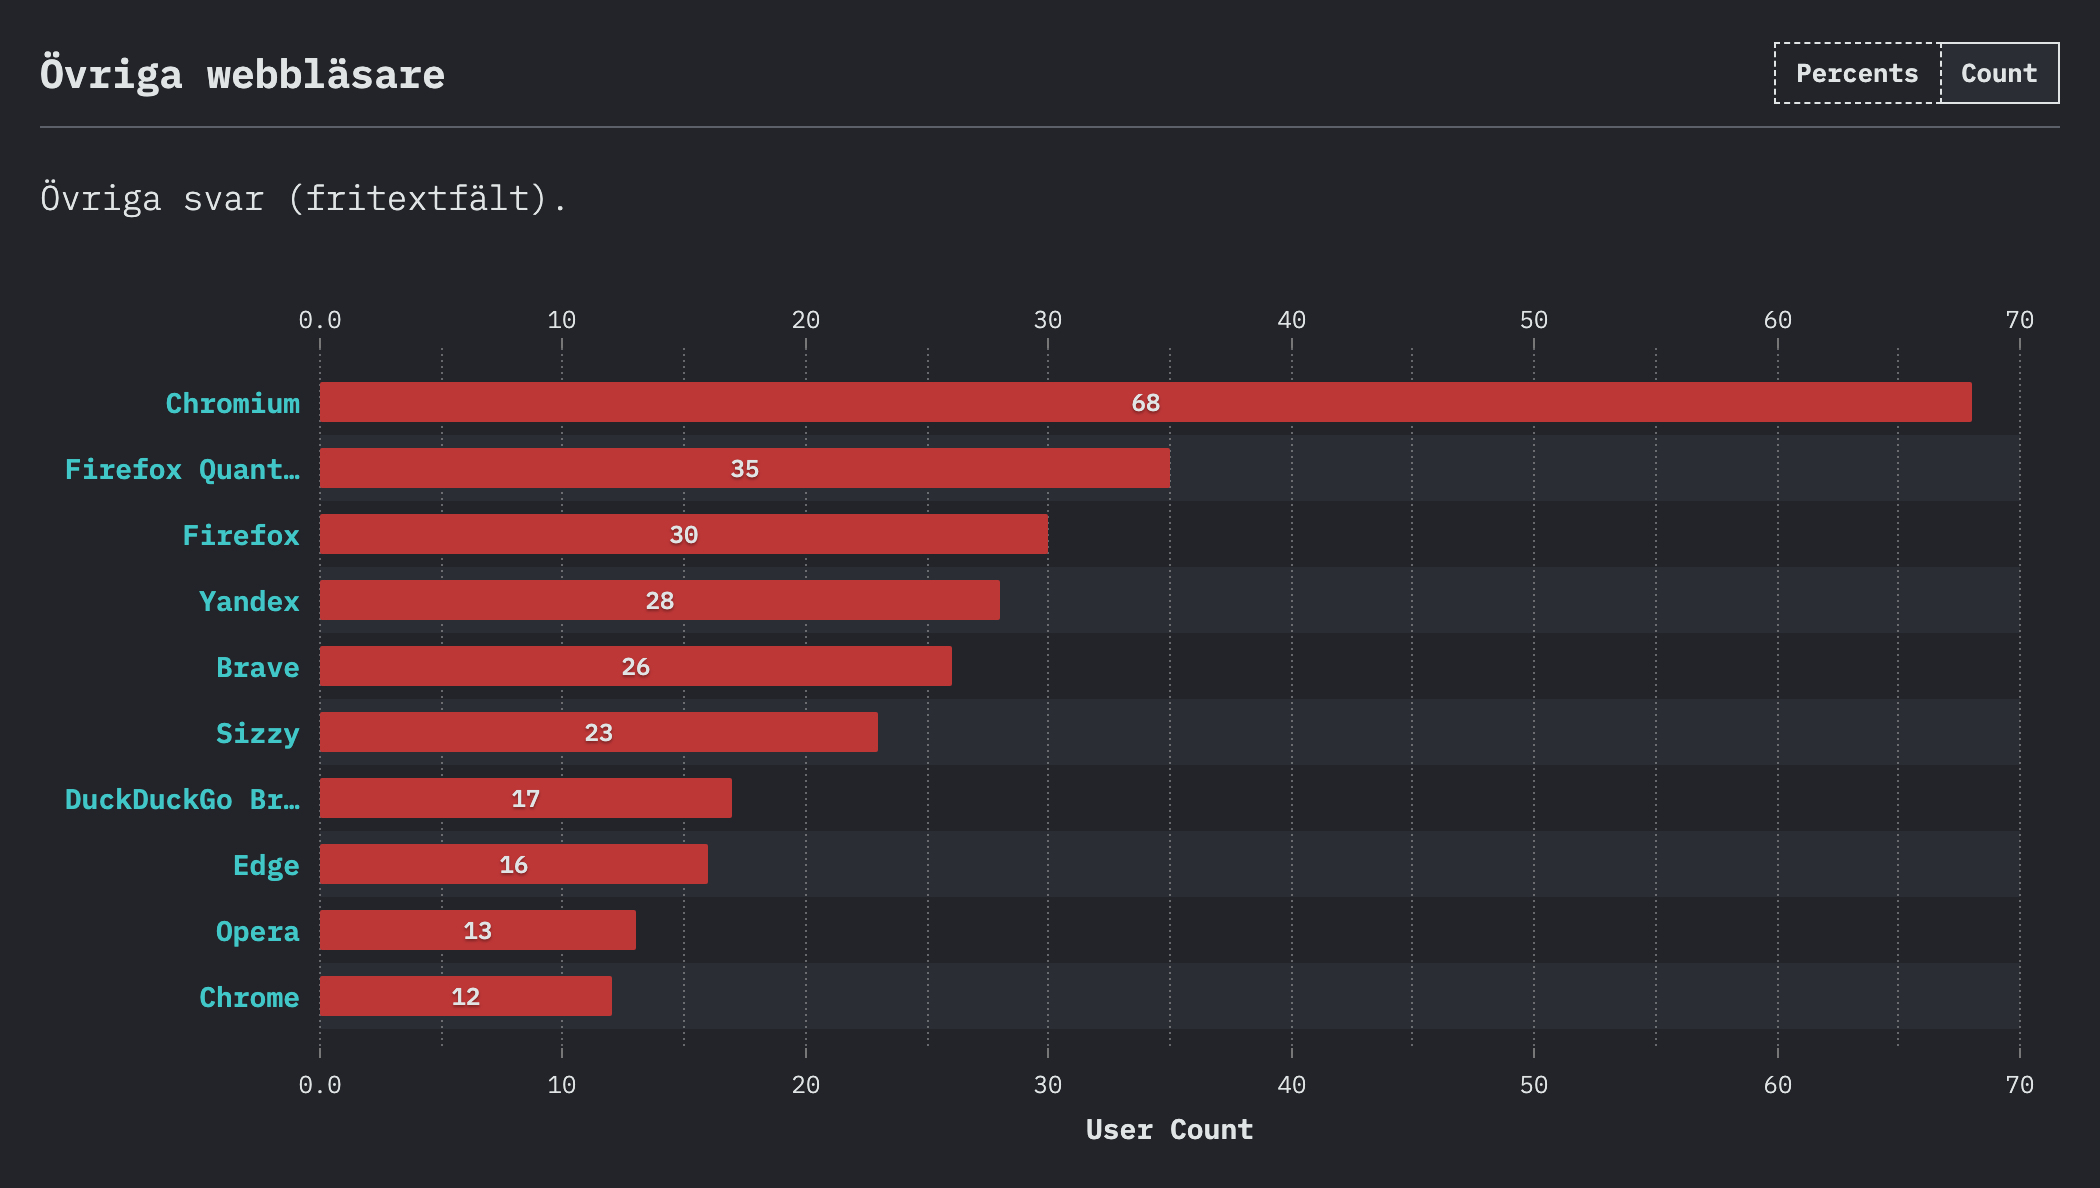 Övriga webbläsare
Percents Count
Övriga svar (fritextfält).
0.0 10 20 30 40 50 60 70
Chromium 68
Firefox Quant… 35
Firefox 30
Yandex 28
Brave 26
Sizzy 23
DuckDuckGo Br… 17
Edge 16
Opera 13
Chrome 12
0.0 10 20 30 40 50 60 70
User Count